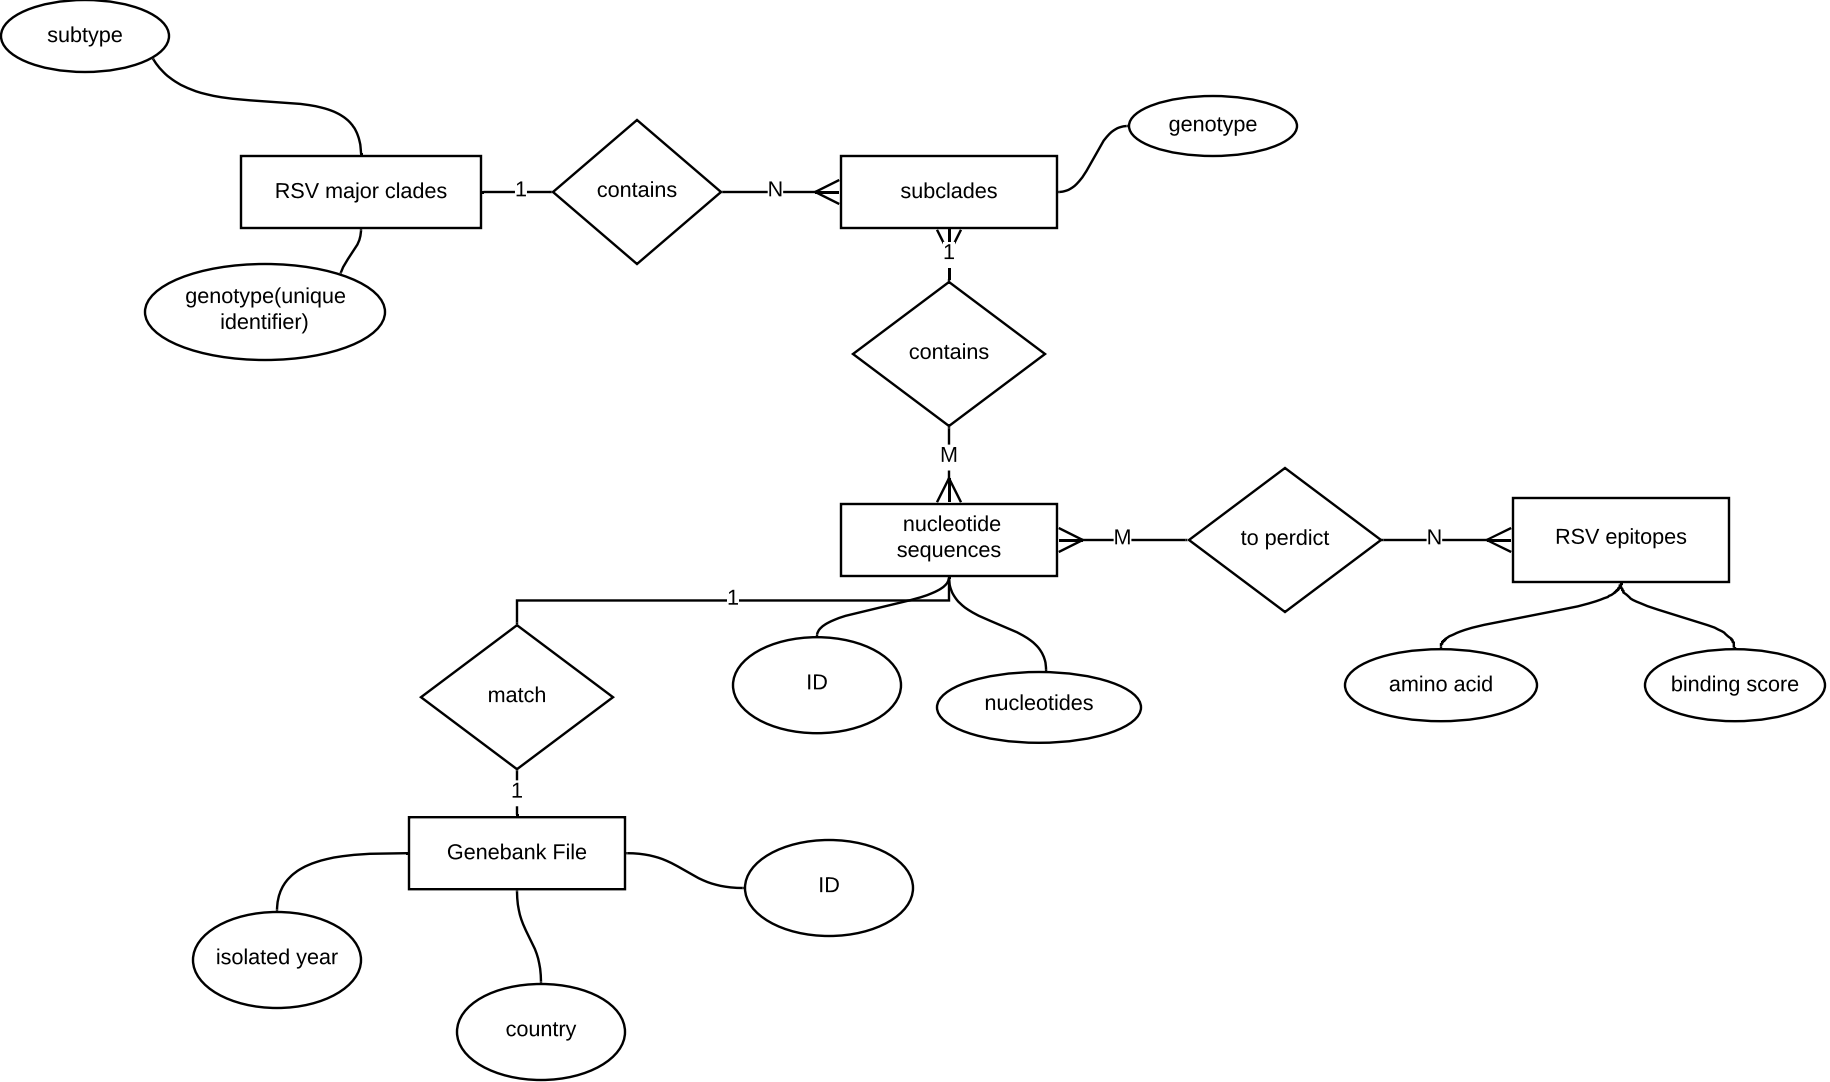 subtype
genotype
RSV major clades
1
contains
N
subclades
1
genotype(unique
identifier)
contains
M
nucleotide
sequences
M
to perdict
N
RSV epitopes
1
match
ID
nucleotides
amino acid
binding score
1
Genebank File
ID
isolated year
country